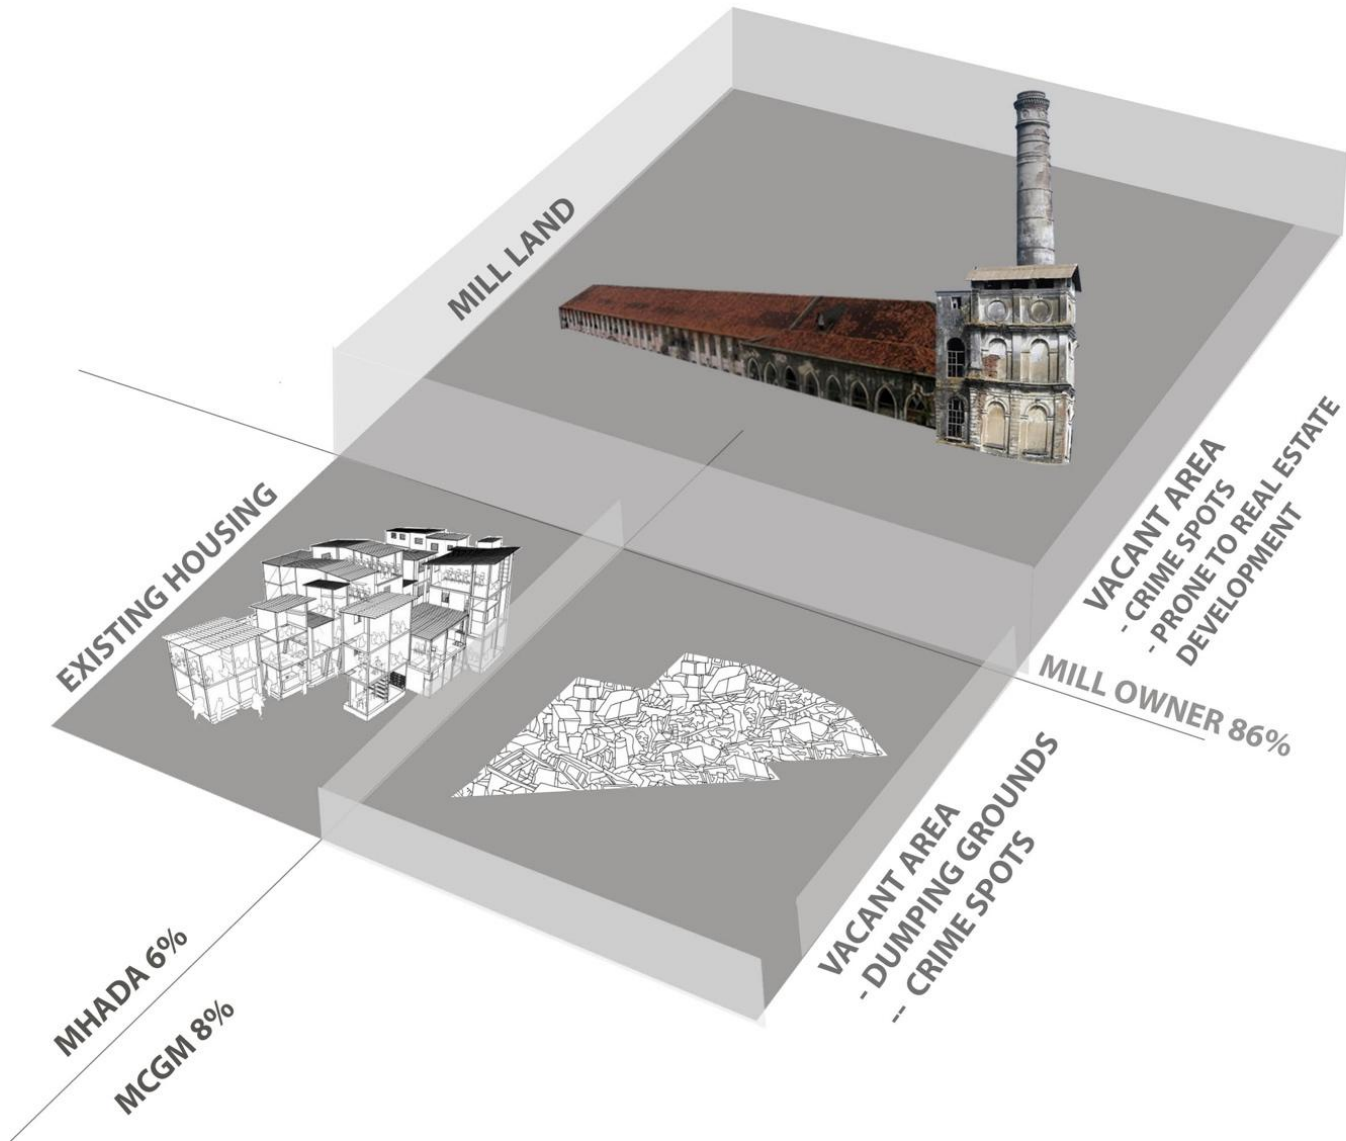 MILL LAND
EXISTING HOUSING
VACANT AREA
- CRIME SPOTS
- PRONE TO REAL ESTATE
DEVELOPMENT
MILL OWNER 86%
VACANT AREA
- DUMPING GROUNDS
-- CRIME SPOTS
MHADA 6%
MCGM 8%